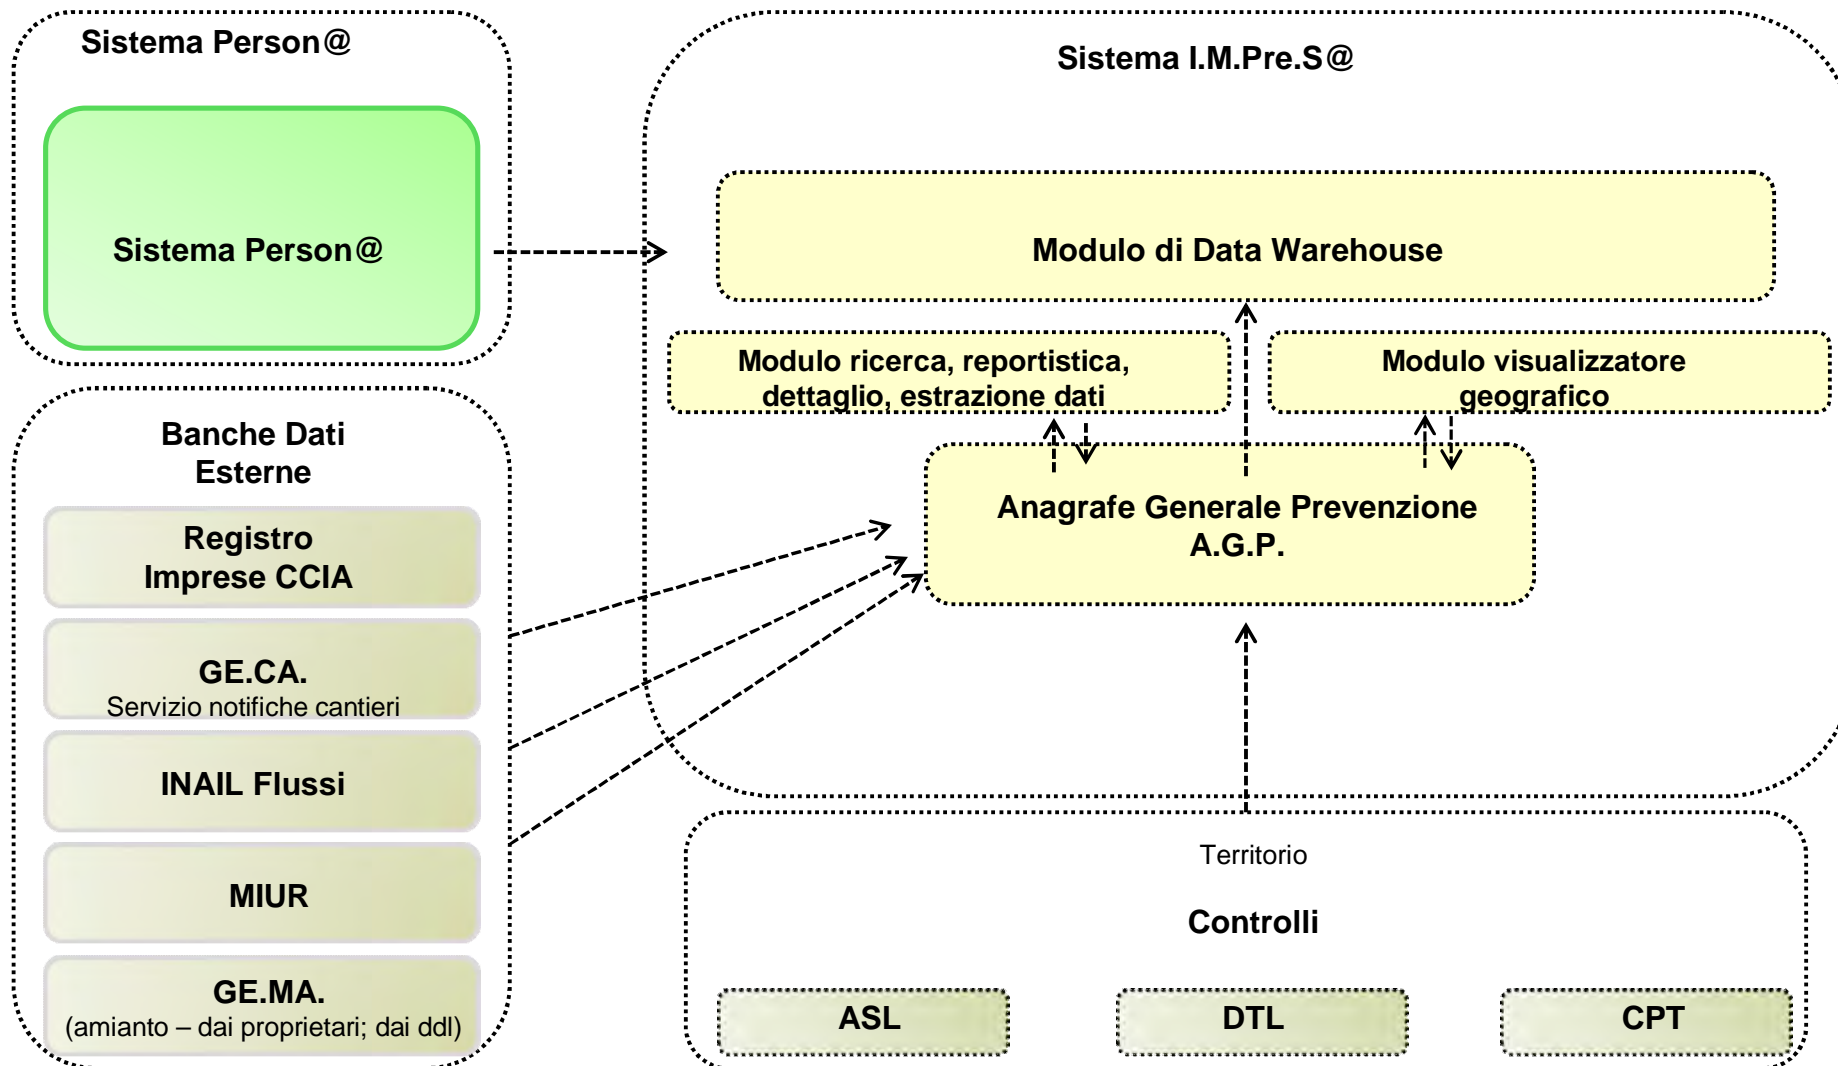 Sistema Person@
Sistema Person@
Banche Dati
Esterne
Registro
Imprese CCIA
GE.CA.
Servizio notifiche cantieri
INAIL Flussi
MIUR
GE.MA.
(amianto – dai proprietari; dai ddl)
Sistema I.M.Pre.S@
Modulo di Data Warehouse
Modulo ricerca, reportistica,
dettaglio, estrazione dati
Modulo visualizzatore
geografico
Anagrafe Generale Prevenzione
A.G.P.
Territorio
Controlli
ASL
DTL
CPT